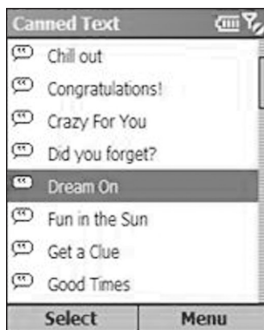 Canned Text
Chill out
Congratulations!
Crazy For You
Did you forget?
Dream On
Fun in the Sun
Get a Clue
Good Times
Select Menu